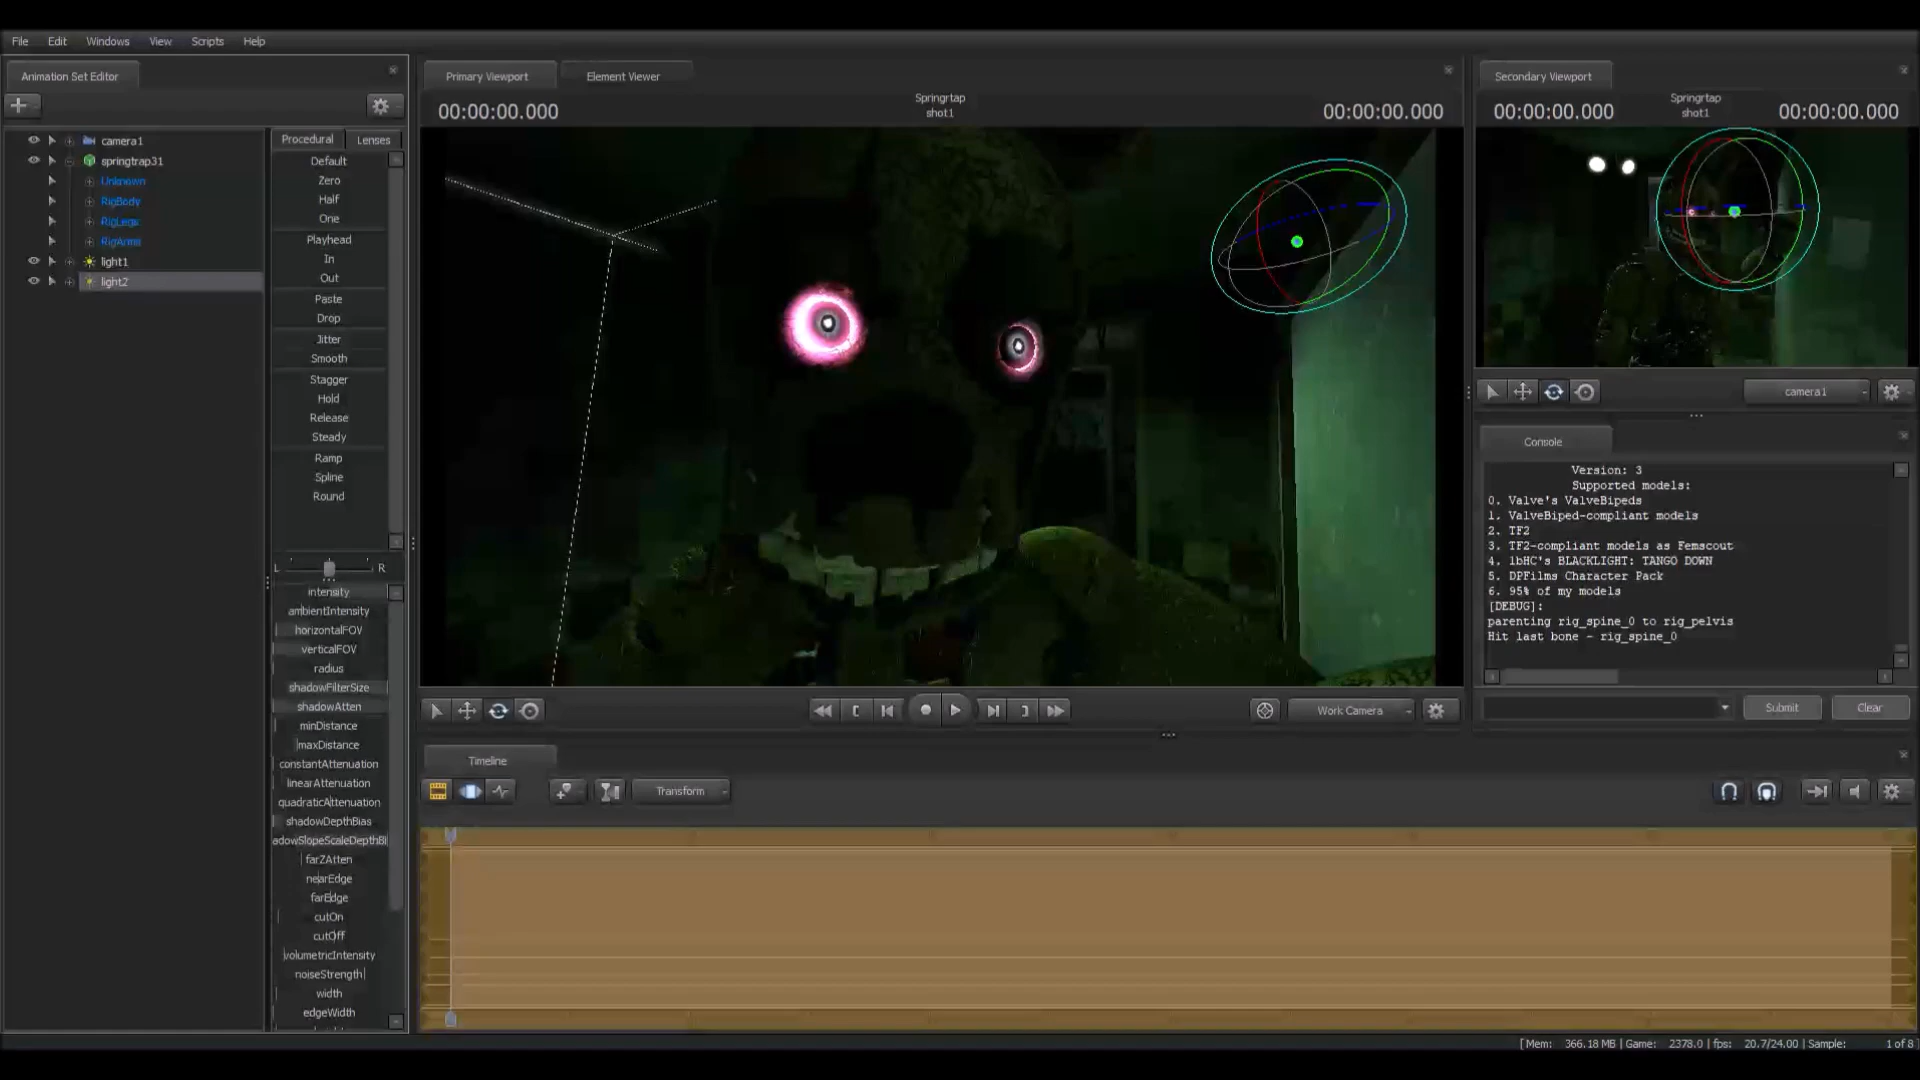 File Edit Windows View Scripts Help
Animation Set Editor
camera1
springtrap31
Unknown
RigBody
RigLegs
RigArms
light1
light2
Procedural Lenses
Default
Zero
Half
One
Playhead
In
Out
Paste
Drop
Jitter
Smooth
Stagger
Hold
Release
Steady
Ramp
Spline
Round
L R
intensity
ambientIntensity
horizontalFOV
verticalFOV
radius
shadowFilterSize
shadowAtten
minDistance
maxDistance
constantAttenuation
linearAttenuation
quadraticAttenuation
shadowDepthBias
adowSlopeScaleDepthBi
farZAtten
nearEdge
farEdge
cutOn
cutOff
volumetricIntensity
noiseStrength
width
edgeWidth
Primary Viewport Element Viewer
00:00:00.000 Springrtap 00:00:00.000
shot1
Work Camera
Secondary Viewport
00:00:00.000 Springrtap 00:00:00.000
shot1
camera1
Console
Version: 3
Supported models:
0. Valve's ValveBipeds
1. ValveBiped-compliant models
2. TF2
3. TF2-compliant models as Femscout
4. lbHC's BLACKLIGHT: TANGO DOWN
5. DPFilms Character Pack
6. 95% of my models
[DEBUG]:
parenting rig_spine_0 to rig_pelvis
Hit last bone - rig_spine_0
Submit Clear
Timeline
Transform
[ Mem: 366.18 MB | Game: 2378.0 | fps: 20.7/24.00 | Sample: 1 of 8 ]